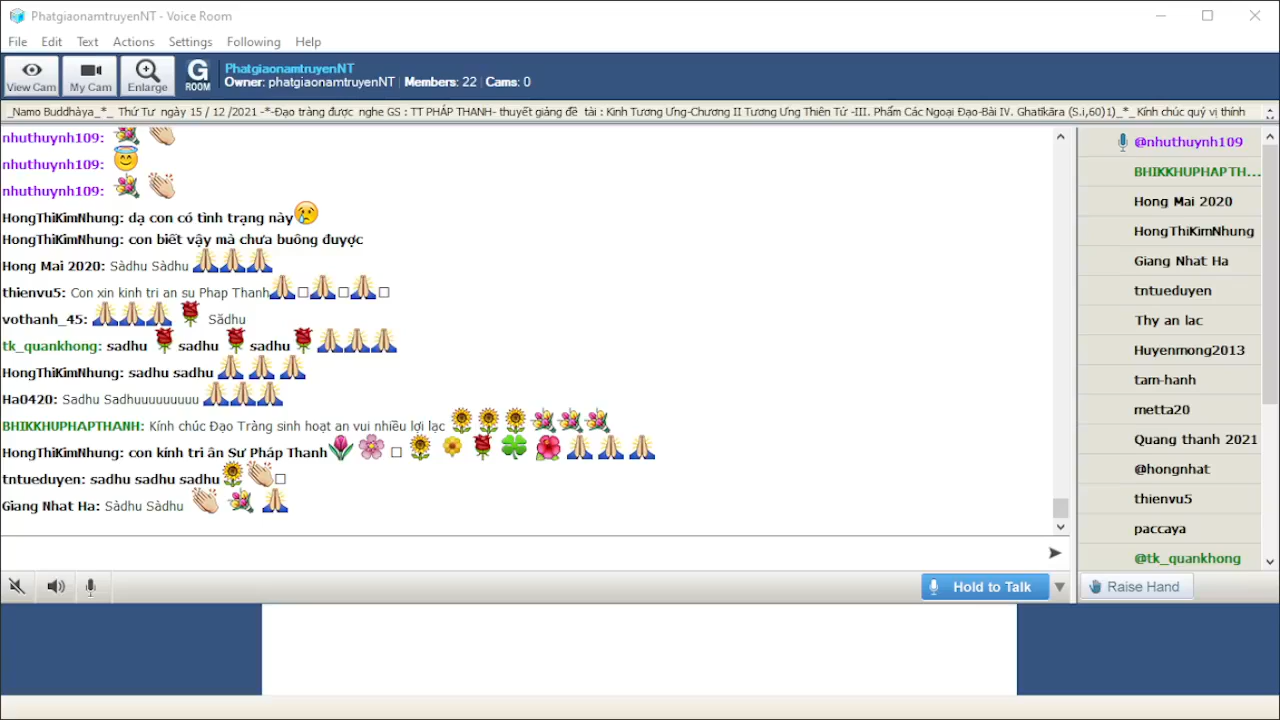 PhatgiaonamtruyenNT - Voice Room
File Edit Text Actions Settings Following Help
View Cam My Cam Enlarge G ROOM
PhatgiaonamtruyenNT
Owner: phatgiaonamtruyenNT | Members: 22 | Cams: 0
_Namo Buddhàya_*_ Thứ Tư ngày 15 / 12 /2021 -*-Đạo tràng được nghe GS : TT PHÁP THANH- thuyết giảng đề tài : Kinh Tương Ưng-Chương II Tương Ưng Thiên Tử -III. Phẩm Các Ngoại Đạo-Bài IV. Ghatìkàra (S.i,60)1)_*_Kính chúc quý vị thính
nhuthuynh109: 💐 👏
nhuthuynh109: 😇
nhuthuynh109: 💐 👏
HongThiKimNhung: dạ con có tình trạng này😢
HongThiKimNhung: con biết vậy mà chưa buông đuyợc
Hong Mai 2020: Sàdhu Sàdhu 🙏🙏🙏
thienvu5: Con xin kinh tri an su Phap Thanh🙏□🙏□🙏□
vothanh_45: 🙏🙏🙏 🌹 Sãdhu
tk_quankhong: sadhu 🌹 sadhu 🌹 sadhu 🌹🙏🙏🙏
HongThiKimNhung: sadhu sadhu 🙏 🙏 🙏
Ha0420: Sadhu Sadhuuuuuuuuu 🙏🙏🙏
BHIKKHUPHAPTHANH: Kính chúc Đạo Tràng sinh hoạt an vui nhiều lợi lạc 🌻🌻🌻💐💐💐
HongThiKimNhung: con kính tri ân Sư Pháp Thanh🌷 🌸 □ 🌻 🌼 🌹 🍀 🌺 🙏 🙏 🙏
tntueduyen: sadhu sadhu sadhu🌻👏□
Giang Nhat Ha: Sàdhu Sàdhu 👏 💐 🙏
@nhuthuynh109
BHIKKHUPHAPTH...
Hong Mai 2020
HongThiKimNhung
Giang Nhat Ha
tntueduyen
Thy an lac
Huyenmong2013
tam-hanh
metta20
Quang thanh 2021
@hongnhat
thienvu5
paccaya
@tk_quankhong
Hold to Talk
Raise Hand